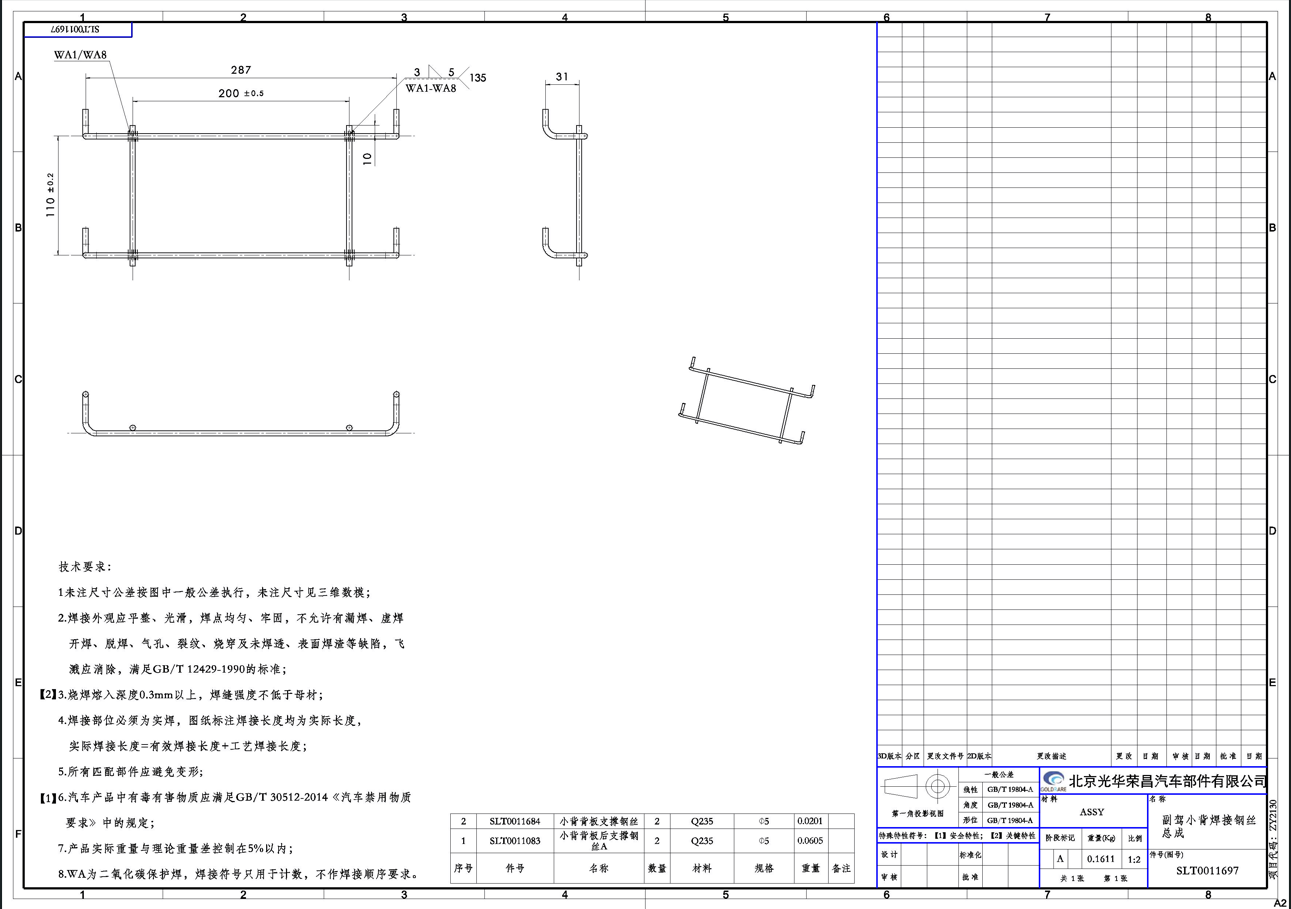 1 2 3 4 5 6 7 8
SLT0011697
WA1/WA8
287
200 ±0.5
3 5 135
WA1-WA8
10
110 ±0.2
31
A A
B B
C C
D D
E E
F F
技术要求：
1未注尺寸公差按图中一般公差执行，未注尺寸见三维数模；
2.焊接外观应平整、光滑，焊点均匀、牢固，不允许有漏焊、虚焊
开焊、脱焊、气孔、裂纹、烧穿及未焊透、表面焊渣等缺陷，飞
溅应消除，满足GB/T 12429-1990的标准；
【2】3.烧焊熔入深度0.3mm以上，焊缝强度不低于母材；
4.焊接部位必须为实焊，图纸标注焊接长度均为实际长度，
实际焊接长度=有效焊接长度+工艺焊接长度；
5.所有匹配部件应避免变形；
【1】6.汽车产品中有毒有害物质应满足GB/T 30512-2014《汽车禁用物质
要求》中的规定；
7.产品实际重量与理论重量差控制在5%以内；
8.WA为二氧化碳保护焊，焊接符号只用于计数，不作焊接顺序要求。
2 SLT0011684 小背背板支撑钢丝 2 Q235 Φ5 0.0201
1 SLT0011083 小背背板后支撑钢丝A 2 Q235 Φ5 0.0605
序号 件号 名称 数量 材料 规格 重量 备注
3D版本 分区 更改文件号 2D版本 更改描述 更改 日期 审核 日期 批准 日期
第一角投影视图
一般公差
线性 GB/T 19804-A
角度 GB/T 19804-A
形位 GB/T 19804-A
特殊特性符号：【1】安全特性；【2】关键特性
设计 标准化
审核 批准
GOLDRARE
北京光华荣昌汽车部件有限公司
材料
ASSY
名称
副驾小背焊接钢丝
总成
阶段标记 重量(Kg) 比例
A 0.1611 1:2
共 1 张 第 1 张
件号(图号)
SLT0011697
项目代码：ZY2130
1 2 3 4 5 6 7 8
A2